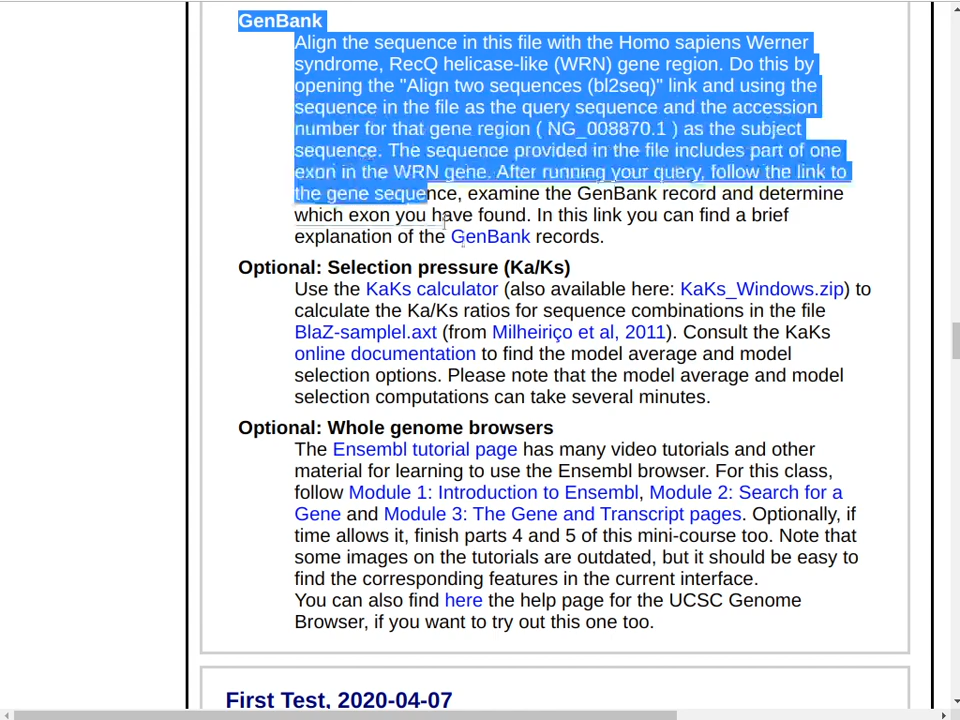 GenBank
Align the sequence in this file with the Homo sapiens Werner
syndrome, RecQ helicase-like (WRN) gene region. Do this by
opening the "Align two sequences (bl2seq)" link and using the
sequence in the file as the query sequence and the accession
number for that gene region ( NG_008870.1 ) as the subject
sequence. The sequence provided in the file includes part of one
exon in the WRN gene. After running your query, follow the link to
the gene sequence, examine the GenBank record and determine
which exon you have found. In this link you can find a brief
explanation of the GenBank records.
Optional: Selection pressure (Ka/Ks)
Use the KaKs calculator (also available here: KaKs_Windows.zip) to
calculate the Ka/Ks ratios for sequence combinations in the file
BlaZ-samplel.axt (from Milheiriço et al, 2011). Consult the KaKs
online documentation to find the model average and model
selection options. Please note that the model average and model
selection computations can take several minutes.
Optional: Whole genome browsers
The Ensembl tutorial page has many video tutorials and other
material for learning to use the Ensembl browser. For this class,
follow Module 1: Introduction to Ensembl, Module 2: Search for a
Gene and Module 3: The Gene and Transcript pages. Optionally, if
time allows it, finish parts 4 and 5 of this mini-course too. Note that
some images on the tutorials are outdated, but it should be easy to
find the corresponding features in the current interface.
You can also find here the help page for the UCSC Genome
Browser, if you want to try out this one too.
First Test, 2020-04-07